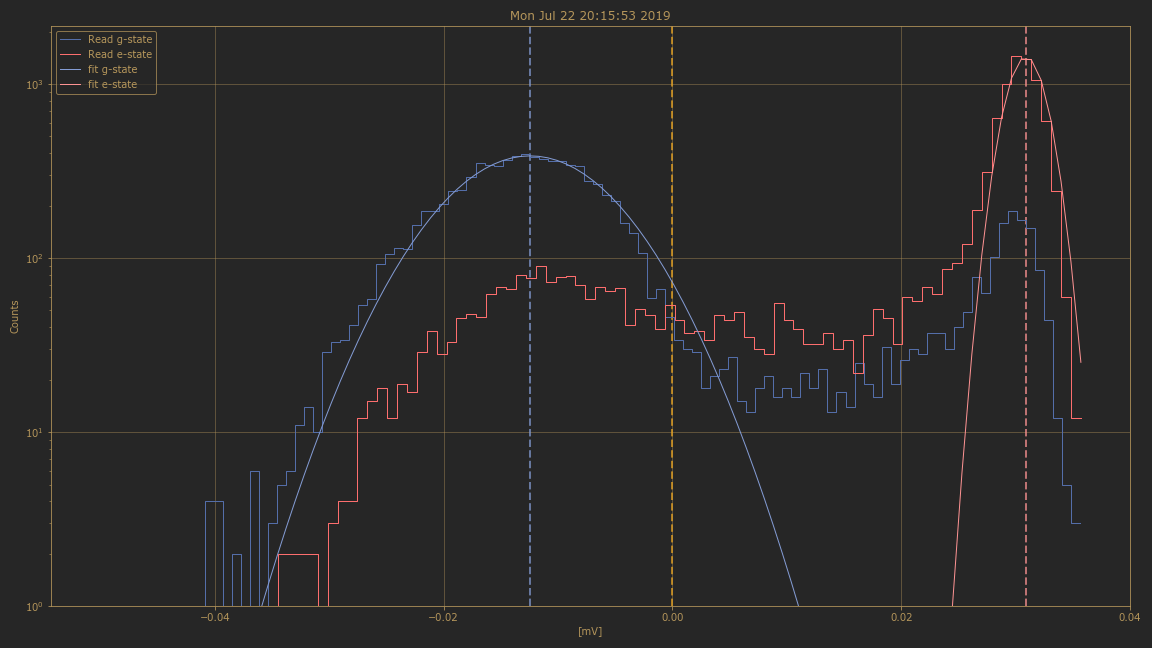 Mon Jul 22 20:15:53 2019
Read g-state
Read e-state
fit g-state
fit e-state
10³
10²
10¹
10⁰
Counts
−0.04
−0.02
0.00
0.02
0.04
[mV]